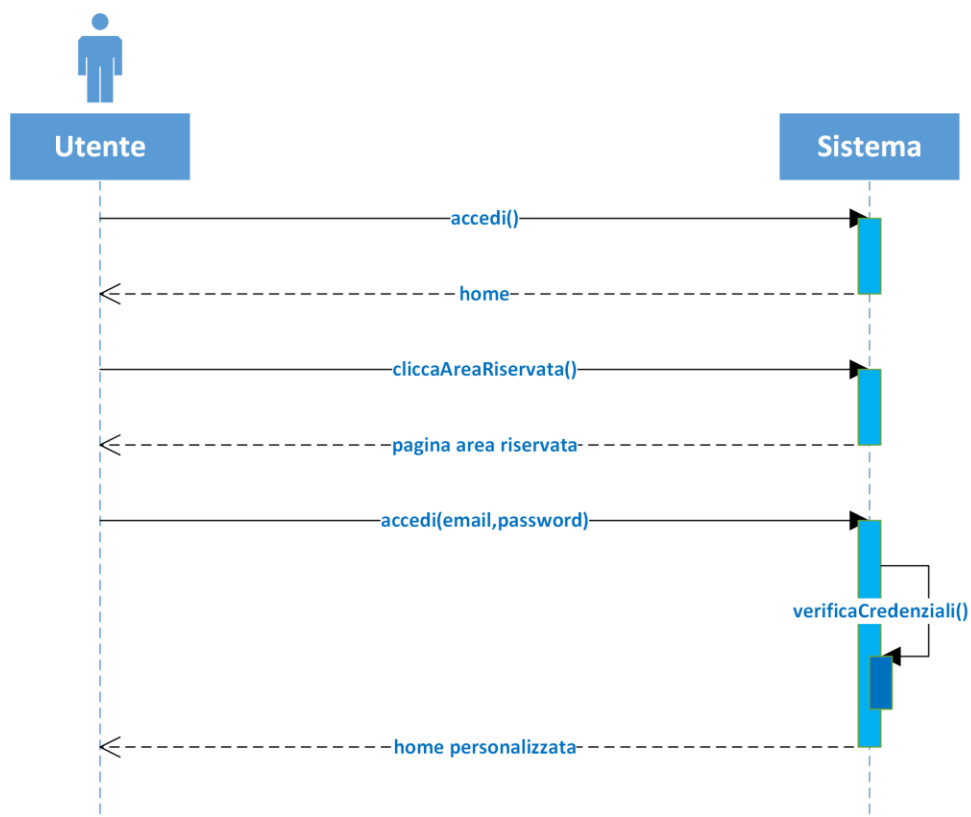 Utente
Sistema
accedi()
home
cliccaAreaRiservata()
pagina area riservata
accedi(email,password)
verificaCredenziali()
home personalizzata